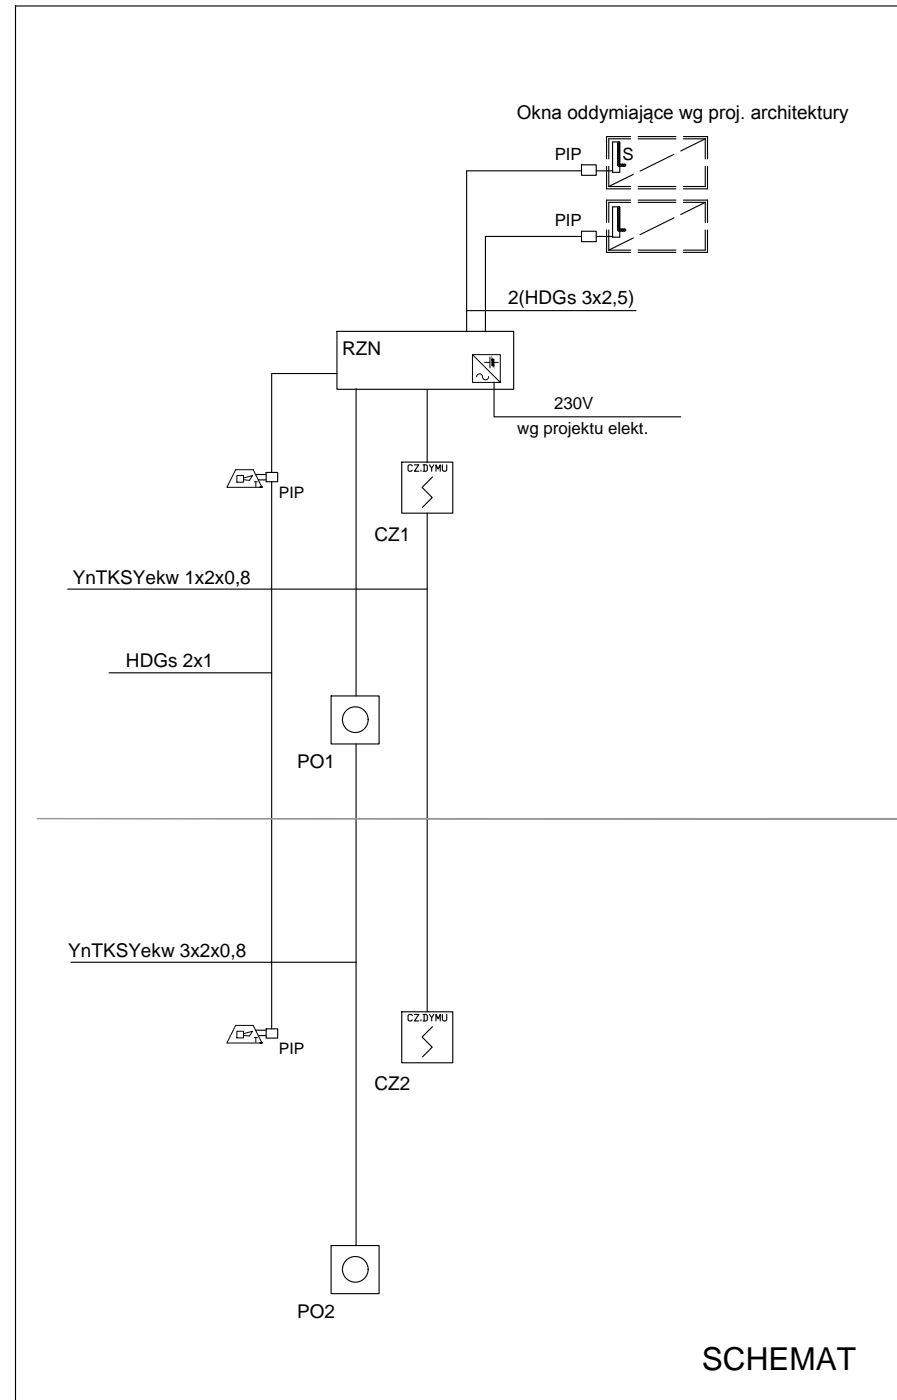 Okna oddymiające wg proj. architektury
PIP
S
PIP
2(HDGs 3x2,5)
RZN
230V
wg projektu elekt.
PIP
CZ.DYMU
CZ1
YnTKSYekw 1x2x0,8
HDGs 2x1
PO1
YnTKSYekw 3x2x0,8
PIP
CZ.DYMU
CZ2
PO2
SCHEMAT